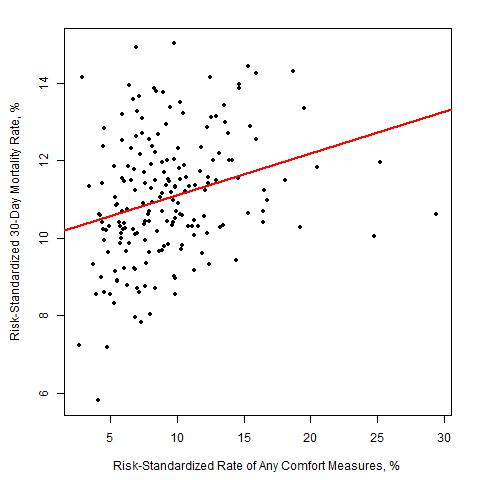 Risk-Standardized 30-Day Mortality Rate, %
14
12
10
8
6
5 10 15 20 25 30
Risk-Standardized Rate of Any Comfort Measures, %